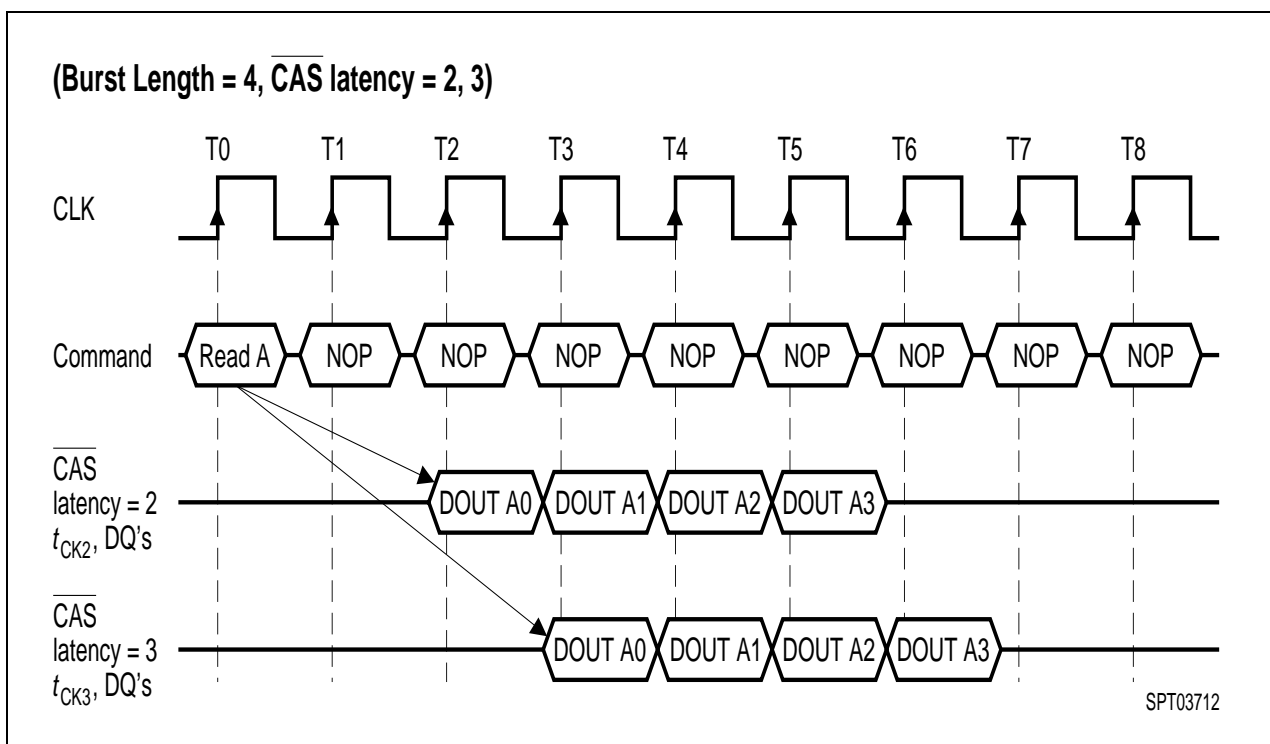 (Burst Length = 4, CAS latency = 2, 3)
T0 T1 T2 T3 T4 T5 T6 T7 T8
CLK
Command Read A NOP NOP NOP NOP NOP NOP NOP NOP
CAS
latency = 2 DOUT A0 DOUT A1 DOUT A2 DOUT A3
tCK2, DQ's
CAS
latency = 3 DOUT A0 DOUT A1 DOUT A2 DOUT A3
tCK3, DQ's
SPT03712